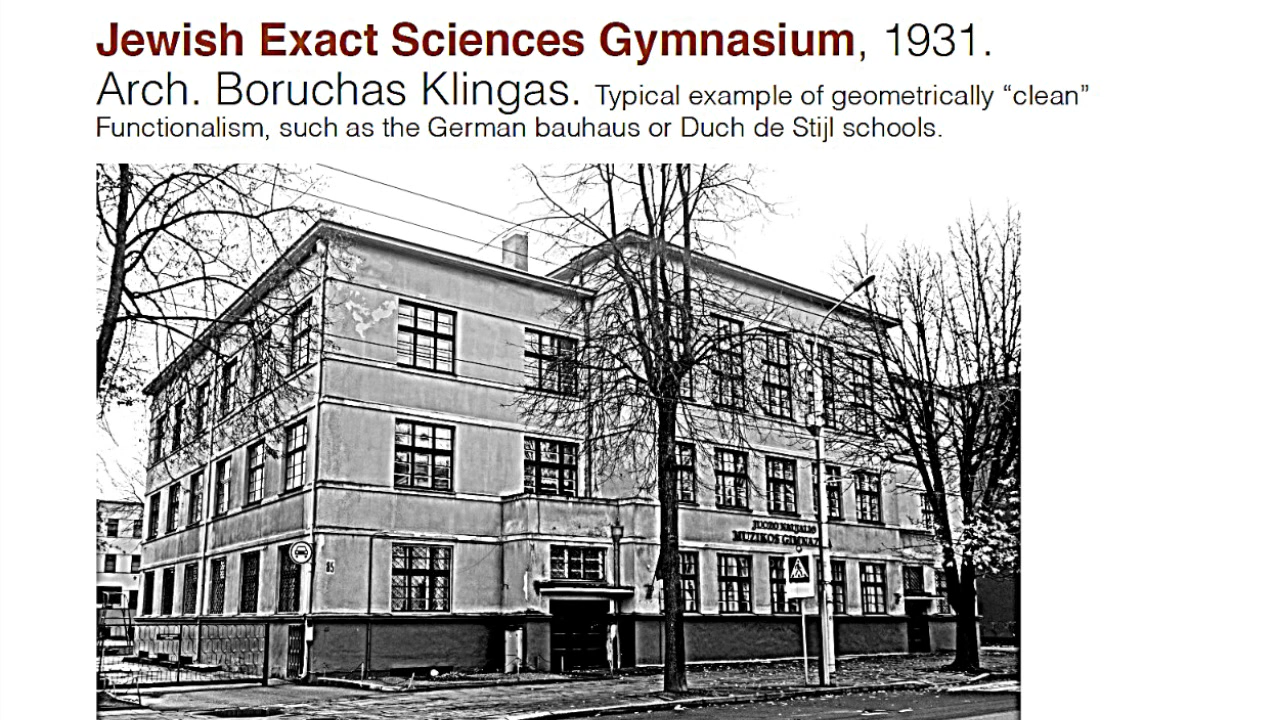 Jewish Exact Sciences Gymnasium, 1931.
Arch. Boruchas Klingas. Typical example of geometrically “clean”
Functionalism, such as the German bauhaus or Duch de Stijl schools.
JUOZO NAUJALIO
MUZIKOS GIMNAZ
85